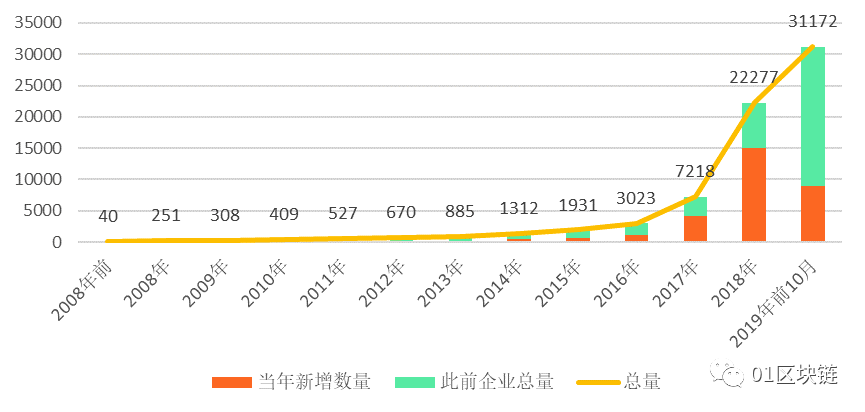 35000
30000
25000
20000
15000
10000
5000
0
40
251
308
409
527
670
885
1312
1931
3023
7218
22277
31172
2008年前
2008年
2009年
2010年
2011年
2012年
2013年
2014年
2015年
2016年
2017年
2018年
2019年前10月
当年新增数量
此前企业总量
总量
01区块链